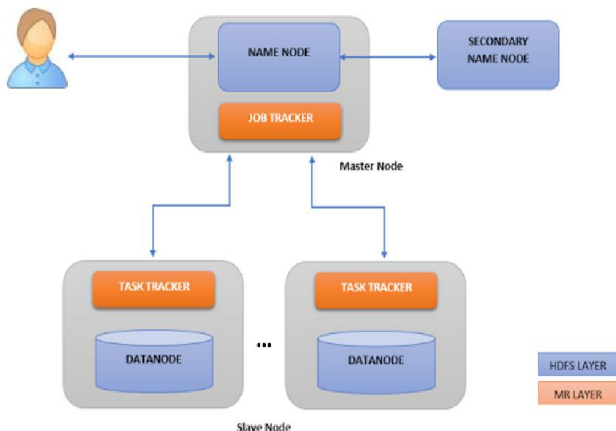 NAME NODE
SECONDARY
NAME NODE
JOB TRACKER
Master Node
TASK TRACKER
TASK TRACKER
DATANODE
...
DATANODE
HDFS LAYER
MR LAYER
Slave Node